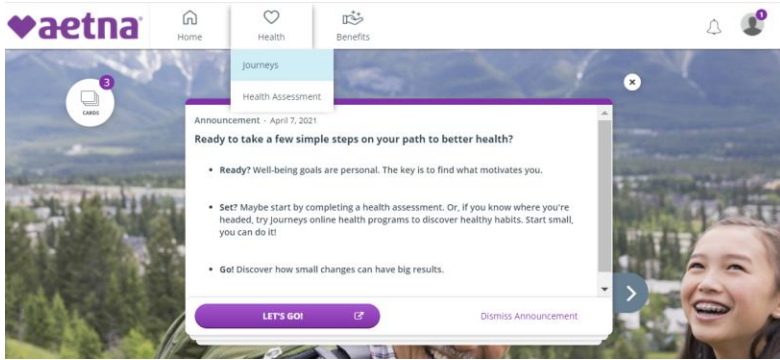 aetna
Home
Health
Benefits
1
Journeys
Health Assessment
3
CARDS
Announcement - April 7, 2021
Ready to take a few simple steps on your path to better health?
• Ready? Well-being goals are personal. The key is to find what motivates you.
• Set? Maybe start by completing a health assessment. Or, if you know where you're
headed, try Journeys online health programs to discover healthy habits. Start small,
you can do it!
• Go! Discover how small changes can have big results.
LET'S GO!
Dismiss Announcement